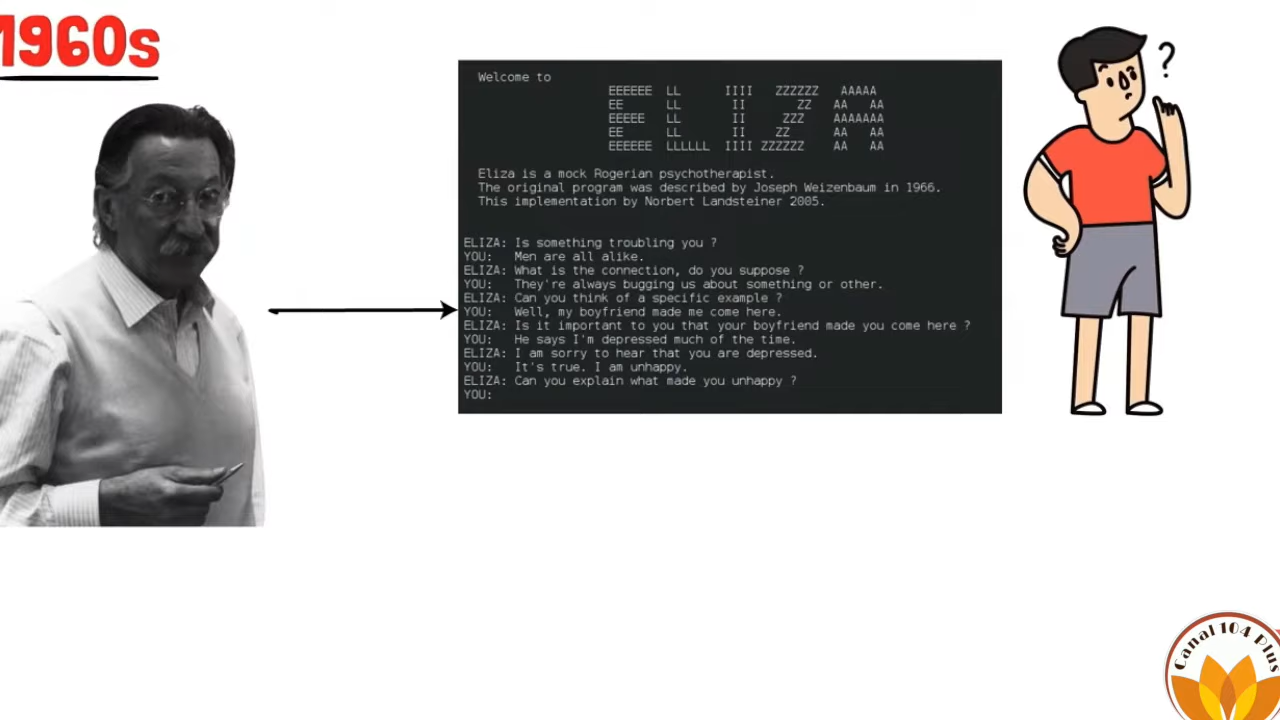 1960s
Welcome to
EEEEEE LL IIII ZZZZZZ AAAAA
EE LL II ZZ AA AA
EEEEE LL II ZZZ AAAAAAA
EE LL II ZZ AA AA
EEEEEE LLLLLL IIII ZZZZZZ AA AA
Eliza is a mock Rogerian psychotherapist.
The original program was described by Joseph Weizenbaum in 1966.
This implementation by Norbert Landsteiner 2005.
ELIZA: Is something troubling you ?
YOU: Men are all alike.
ELIZA: What is the connection, do you suppose ?
YOU: They're always bugging us about something or other.
ELIZA: Can you think of a specific example ?
YOU: Well, my boyfriend made me come here.
ELIZA: Is it important to you that your boyfriend made you come here ?
YOU: He says I'm depressed much of the time.
ELIZA: I am sorry to hear that you are depressed.
YOU: It's true. I am unhappy.
ELIZA: Can you explain what made you unhappy ?
YOU:
?
Canal 104 Plus